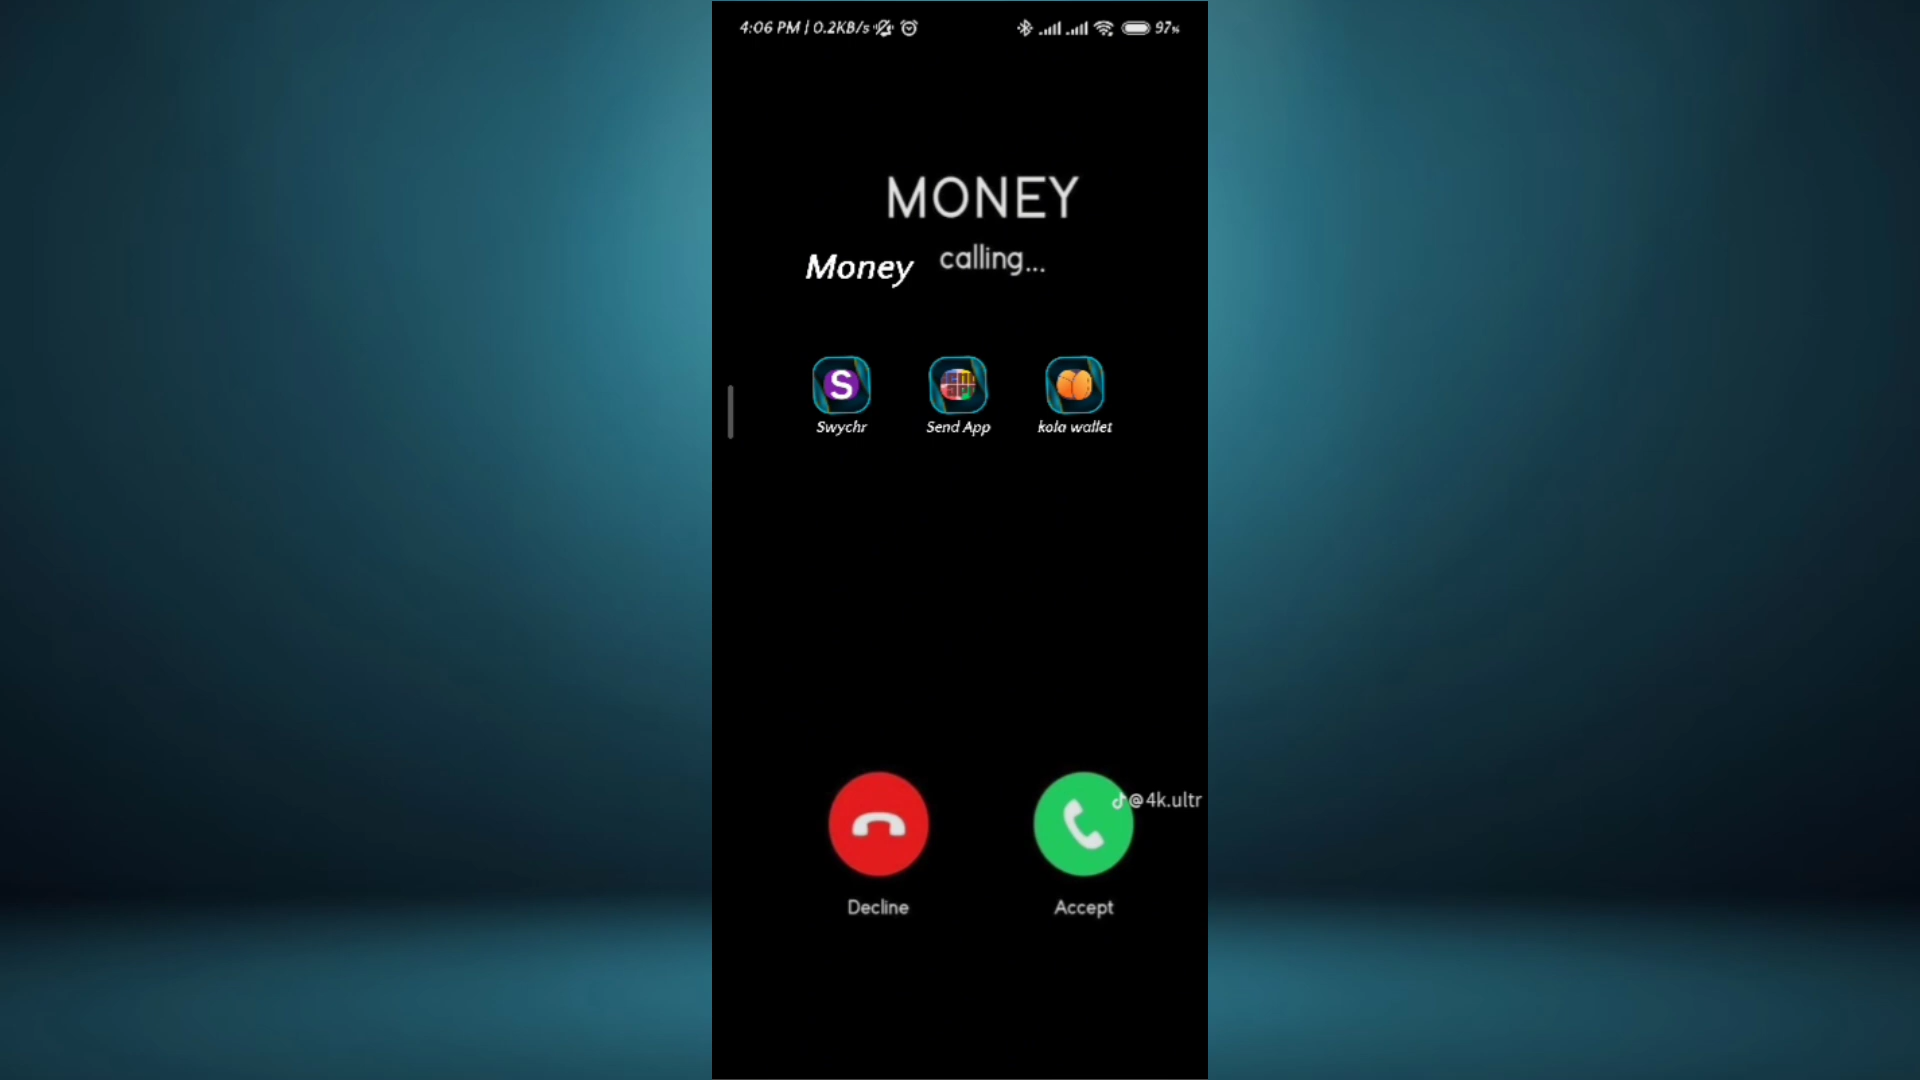 4:06 PM | 0.2KB/s 97%
MONEY
calling...
Money
S
Swychr Send App kola wallet
@4k.ultr
Decline Accept